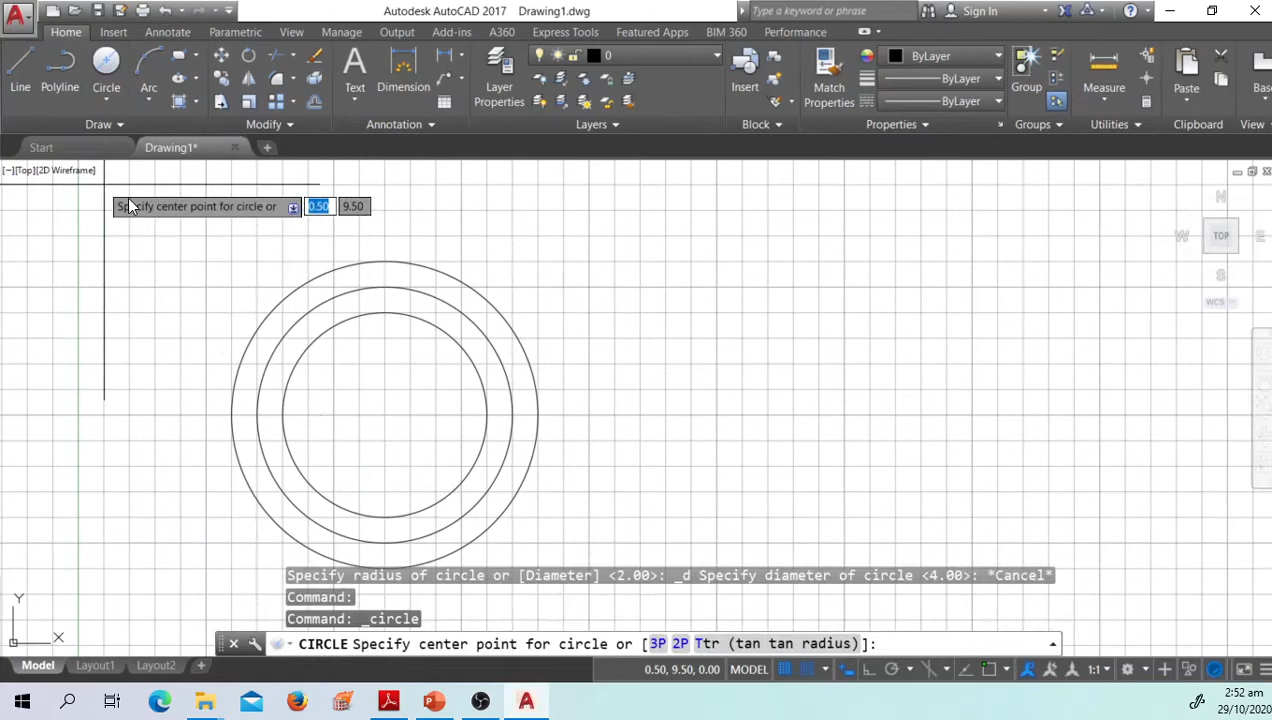 Autodesk AutoCAD 2017 Drawing1.dwg
Type a keyword or phrase
Sign In
Home Insert Annotate Parametric View Manage Output Add-ins A360 Express Tools Featured Apps BIM 360 Performance
0
ByLayer
ByLayer
ByLayer
Line Polyline Circle Arc
Text Dimension
Layer Properties
Insert
Match Properties
Group
Measure
Paste
Base
Draw Modify Annotation Layers Block Properties Groups Utilities Clipboard View
Start Drawing1*
[−][Top][2D Wireframe]
Specify center point for circle or 0.50 9.50
N
W TOP E
S
WCS
Specify radius of circle or [Diameter] <2.00>: _d Specify diameter of circle <4.00>: *Cancel*
Command:
Command: _circle
Y
X
CIRCLE Specify center point for circle or [3P 2P Ttr (tan tan radius)]:
Model Layout1 Layout2
0.50, 9.50, 0.00 MODEL 1:1
2:52 am
29/10/2020